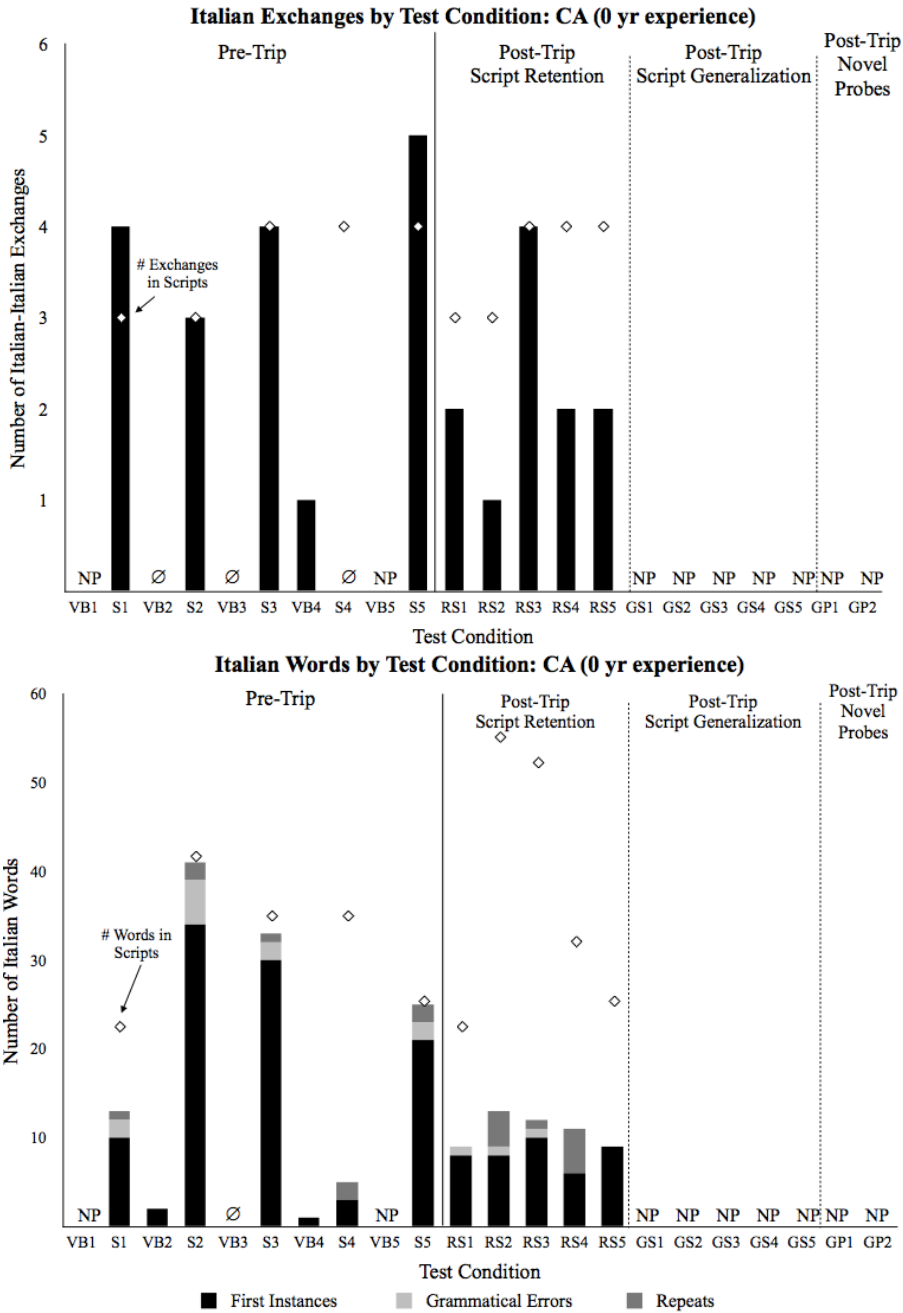 Italian Exchanges by Test Condition: CA (0 yr experience)
Pre-Trip
Post-Trip
Script Retention
Post-Trip
Script Generalization
Post-Trip
Novel
Probes
Number of Italian-Italian Exchanges
6
5
4
3
2
1
# Exchanges
in Scripts
NP ∅ ∅ ∅ NP NP NP NP NP NP NP NP
VB1 S1 VB2 S2 VB3 S3 VB4 S4 VB5 S5 RS1 RS2 RS3 RS4 RS5 GS1 GS2 GS3 GS4 GS5 GP1 GP2
Test Condition
Italian Words by Test Condition: CA (0 yr experience)
Pre-Trip
Post-Trip
Script Retention
Post-Trip
Script Generalization
Post-Trip
Novel
Probes
Number of Italian Words
60
50
40
30
20
10
# Words in
Scripts
NP ∅ NP NP NP NP NP NP NP NP
VB1 S1 VB2 S2 VB3 S3 VB4 S4 VB5 S5 RS1 RS2 RS3 RS4 RS5 GS1 GS2 GS3 GS4 GS5 GP1 GP2
Test Condition
First Instances Grammatical Errors Repeats